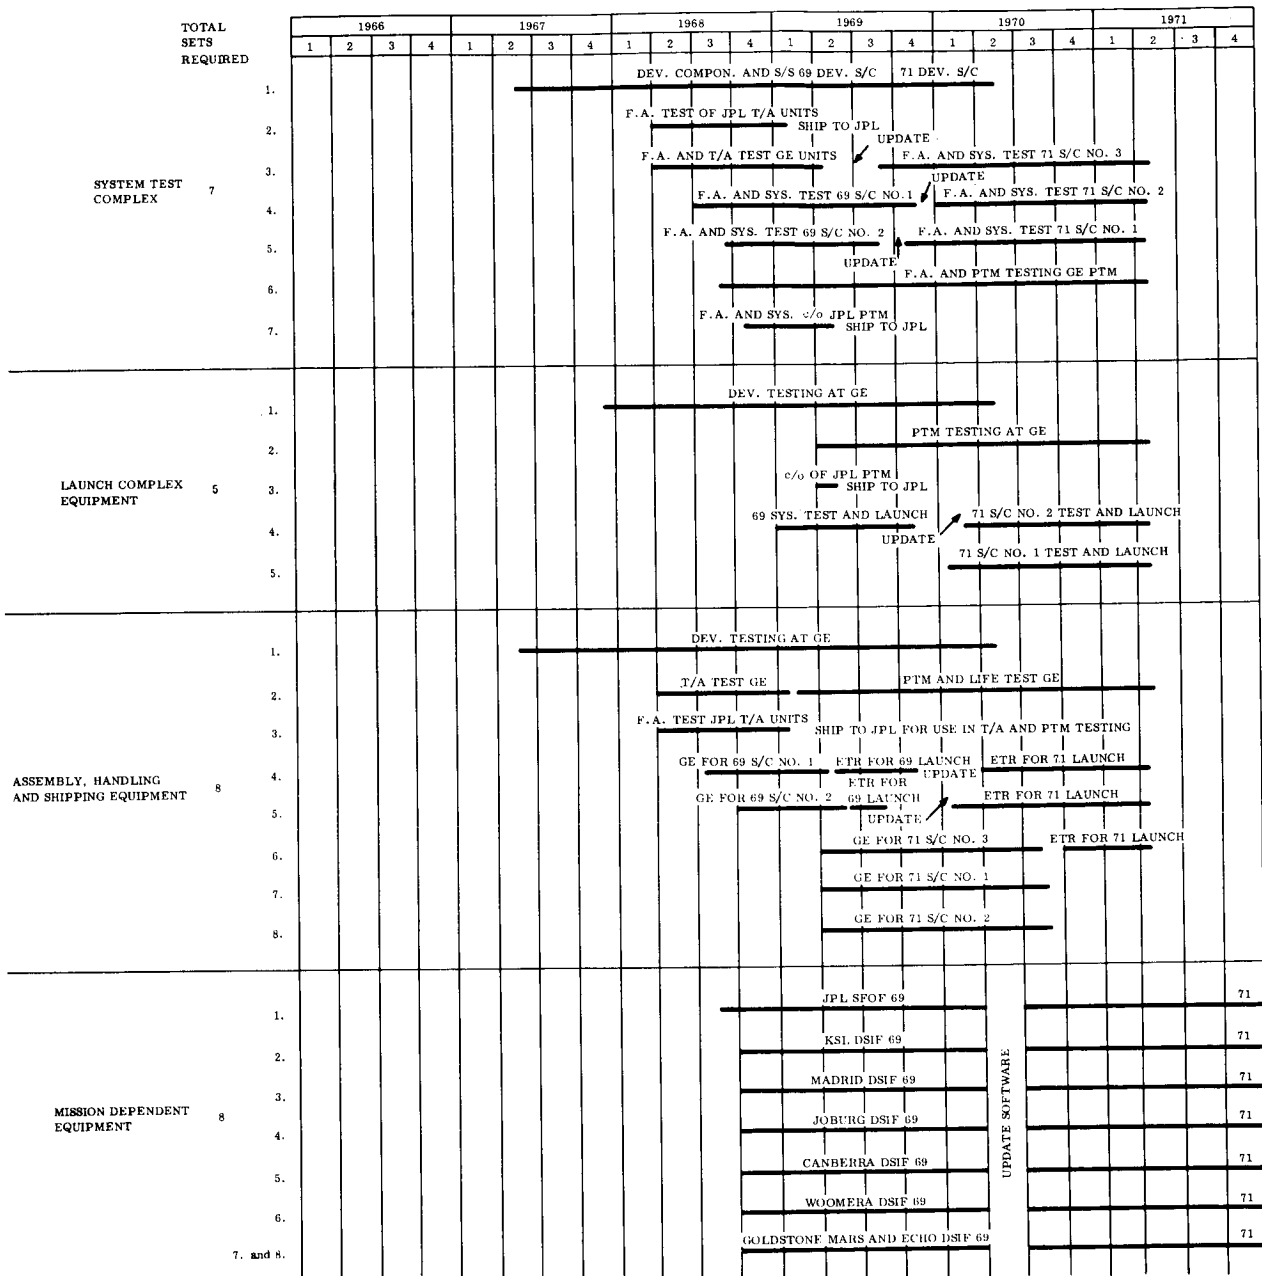 TOTAL
SETS
REQUIRED
1966 1967 1968 1969 1970 1971
1 2 3 4 1 2 3 4 1 2 3 4 1 2 3 4 1 2 3 4 1 2 3 4
SYSTEM TEST
COMPLEX
7
1. DEV. COMPON. AND S/S 69 DEV. S/C 71 DEV. S/C
2. F.A. TEST OF JPL T/A UNITS SHIP TO JPL
3. F.A. AND T/A TEST GE UNITS UPDATE F.A. AND SYS. TEST 71 S/C NO. 3
4. F.A. AND SYS. TEST 69 S/C NO.1 UPDATE F.A. AND SYS. TEST 71 S/C NO. 2
5. F.A. AND SYS. TEST 69 S/C NO. 2 UPDATE F.A. AND SYS. TEST 71 S/C NO. 1
6. F.A. AND PTM TESTING GE PTM
7. F.A. AND SYS. c/o JPL PTM SHIP TO JPL
LAUNCH COMPLEX
EQUIPMENT
5
1. DEV. TESTING AT GE
2. PTM TESTING AT GE
3. c/o OF JPL PTM SHIP TO JPL
4. 69 SYS. TEST AND LAUNCH UPDATE 71 S/C NO. 2 TEST AND LAUNCH
5. 71 S/C NO. 1 TEST AND LAUNCH
ASSEMBLY, HANDLING
AND SHIPPING EQUIPMENT
8
1. DEV. TESTING AT GE
2. T/A TEST GE PTM AND LIFE TEST GE
3. F.A. TEST JPL T/A UNITS SHIP TO JPL FOR USE IN T/A AND PTM TESTING
4. GE FOR 69 S/C NO. 1 ETR FOR 69 LAUNCH UPDATE ETR FOR 71 LAUNCH
5. GE FOR 69 S/C NO. 2 ETR FOR 69 LAUNCH UPDATE ETR FOR 71 LAUNCH
6. GE FOR 71 S/C NO. 3 ETR FOR 71 LAUNCH
7. GE FOR 71 S/C NO. 1
8. GE FOR 71 S/C NO. 2
MISSION DEPENDENT
EQUIPMENT
8
1. JPL SFOF 69 71
2. KSL DSIF 69 71
3. MADRID DSIF 69 71
4. JOBURG DSIF 69 71
5. CANBERRA DSIF 69 71
6. WOOMERA DSIF 69 71
7. and 8. GOLDSTONE MARS AND ECHO DSIF 69 71
UPDATE SOFTWARE